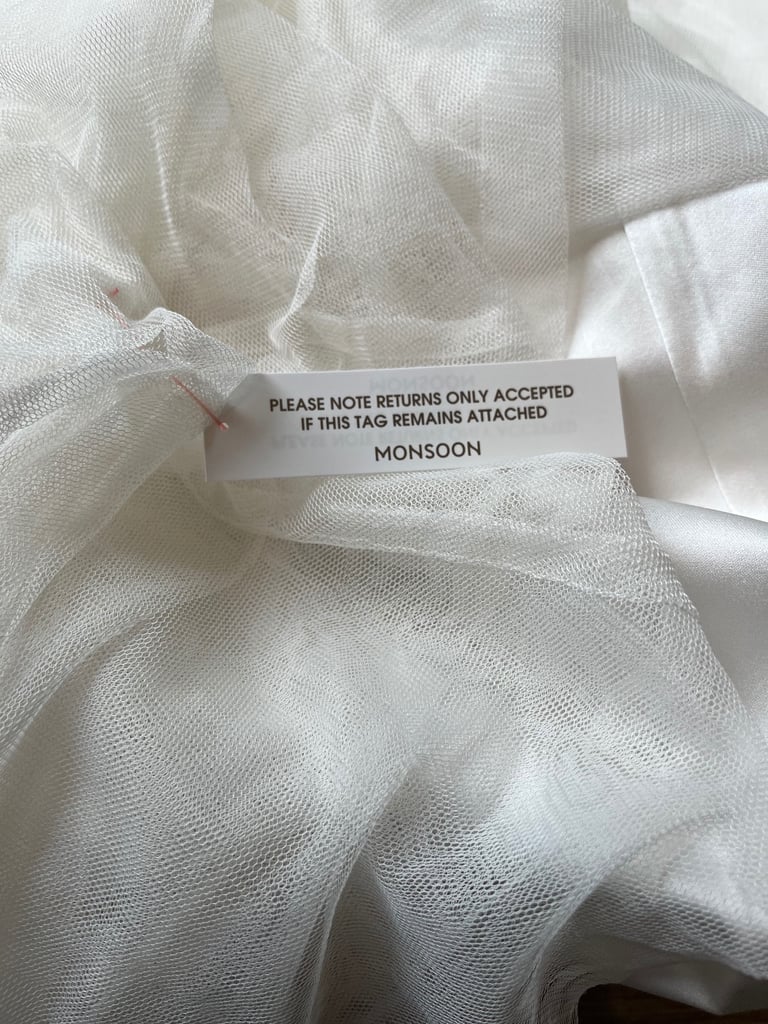 PLEASE NOTE RETURNS ONLY ACCEPTED
IF THIS TAG REMAINS ATTACHED
MONSOON